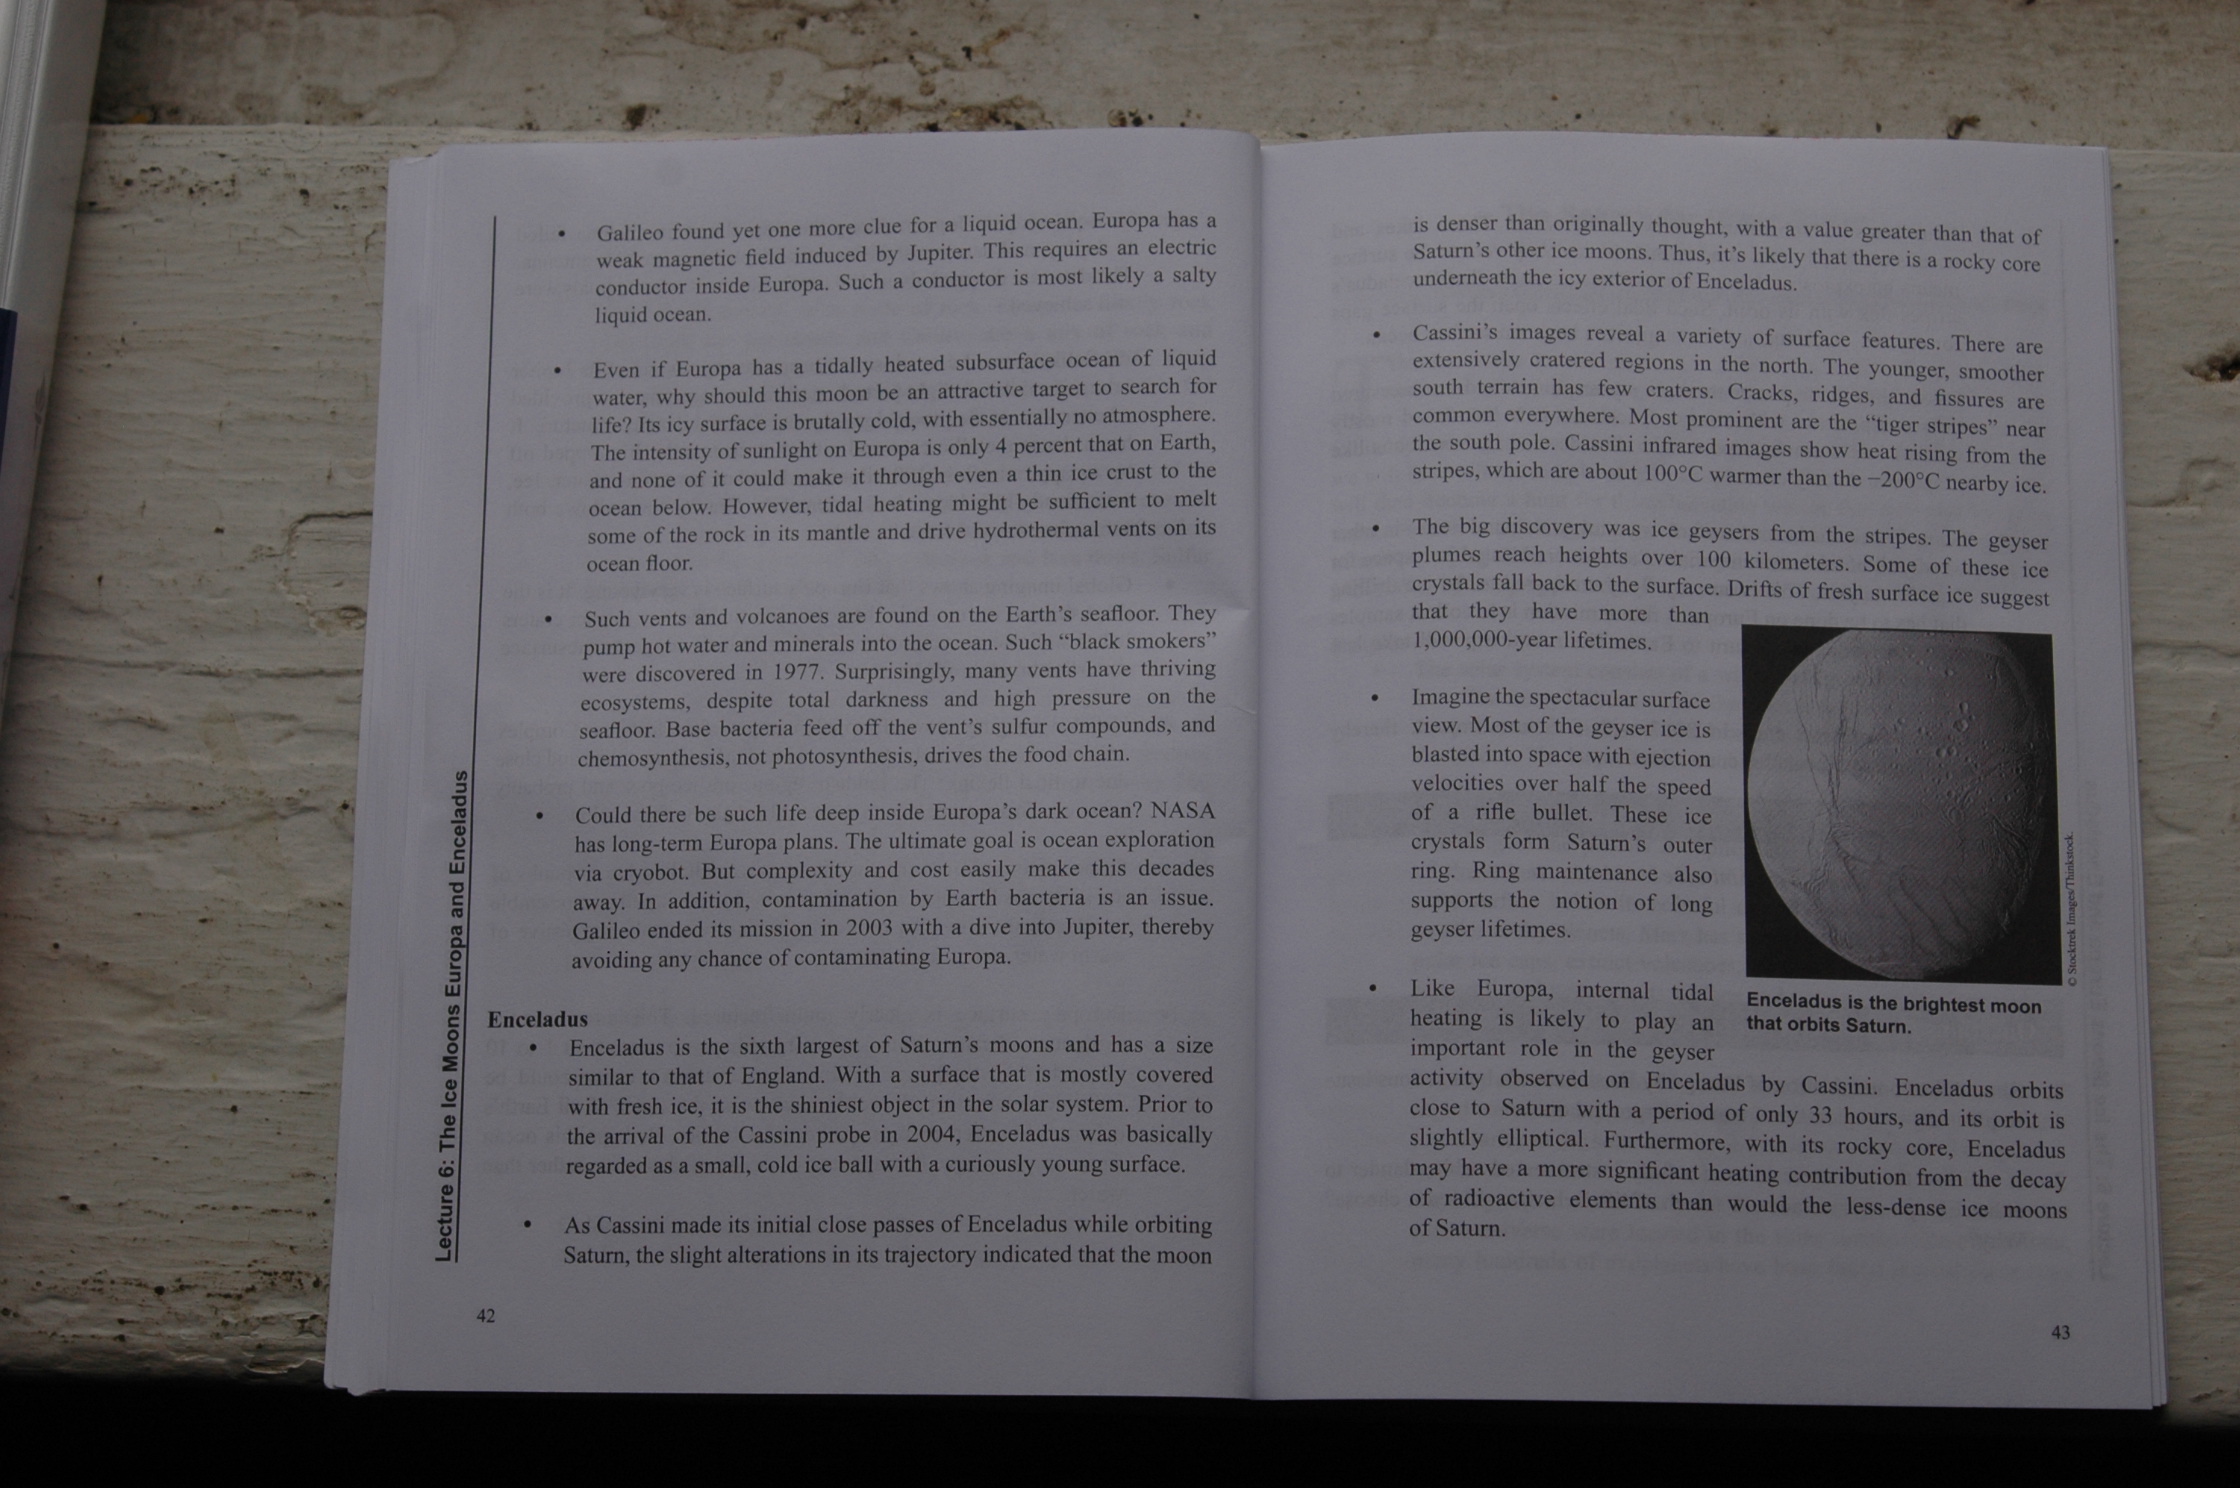 Lecture 6: The Ice Moons Europa and Enceladus
• Galileo found yet one more clue for a liquid ocean. Europa has a
weak magnetic field induced by Jupiter. This requires an electric
conductor inside Europa. Such a conductor is most likely a salty
liquid ocean.
• Even if Europa has a tidally heated subsurface ocean of liquid
water, why should this moon be an attractive target to search for
life? Its icy surface is brutally cold, with essentially no atmosphere.
The intensity of sunlight on Europa is only 4 percent that on Earth,
and none of it could make it through even a thin ice crust to the
ocean below. However, tidal heating might be sufficient to melt
some of the rock in its mantle and drive hydrothermal vents on its
ocean floor.
• Such vents and volcanoes are found on the Earth's seafloor. They
pump hot water and minerals into the ocean. Such “black smokers”
were discovered in 1977. Surprisingly, many vents have thriving
ecosystems, despite total darkness and high pressure on the
seafloor. Base bacteria feed off the vent's sulfur compounds, and
chemosynthesis, not photosynthesis, drives the food chain.
• Could there be such life deep inside Europa's dark ocean? NASA
has long-term Europa plans. The ultimate goal is ocean exploration
via cryobot. But complexity and cost easily make this decades
away. In addition, contamination by Earth bacteria is an issue.
Galileo ended its mission in 2003 with a dive into Jupiter, thereby
avoiding any chance of contaminating Europa.
Enceladus
• Enceladus is the sixth largest of Saturn's moons and has a size
similar to that of England. With a surface that is mostly covered
with fresh ice, it is the shiniest object in the solar system. Prior to
the arrival of the Cassini probe in 2004, Enceladus was basically
regarded as a small, cold ice ball with a curiously young surface.
• As Cassini made its initial close passes of Enceladus while orbiting
Saturn, the slight alterations in its trajectory indicated that the moon
42
is denser than originally thought, with a value greater than that of
Saturn's other ice moons. Thus, it's likely that there is a rocky core
underneath the icy exterior of Enceladus.
• Cassini's images reveal a variety of surface features. There are
extensively cratered regions in the north. The younger, smoother
south terrain has few craters. Cracks, ridges, and fissures are
common everywhere. Most prominent are the “tiger stripes” near
the south pole. Cassini infrared images show heat rising from the
stripes, which are about 100°C warmer than the −200°C nearby ice.
• The big discovery was ice geysers from the stripes. The geyser
plumes reach heights over 100 kilometers. Some of these ice
crystals fall back to the surface. Drifts of fresh surface ice suggest
that they have more than
1,000,000-year lifetimes.
• Imagine the spectacular surface
view. Most of the geyser ice is
blasted into space with ejection
velocities over half the speed
of a rifle bullet. These ice
crystals form Saturn's outer
ring. Ring maintenance also
supports the notion of long
geyser lifetimes.
© Stocktrek Images/Thinkstock.
Enceladus is the brightest moon
that orbits Saturn.
• Like Europa, internal tidal
heating is likely to play an
important role in the geyser
activity observed on Enceladus by Cassini. Enceladus orbits
close to Saturn with a period of only 33 hours, and its orbit is
slightly elliptical. Furthermore, with its rocky core, Enceladus
may have a more significant heating contribution from the decay
of radioactive elements than would the less-dense ice moons
of Saturn.
43